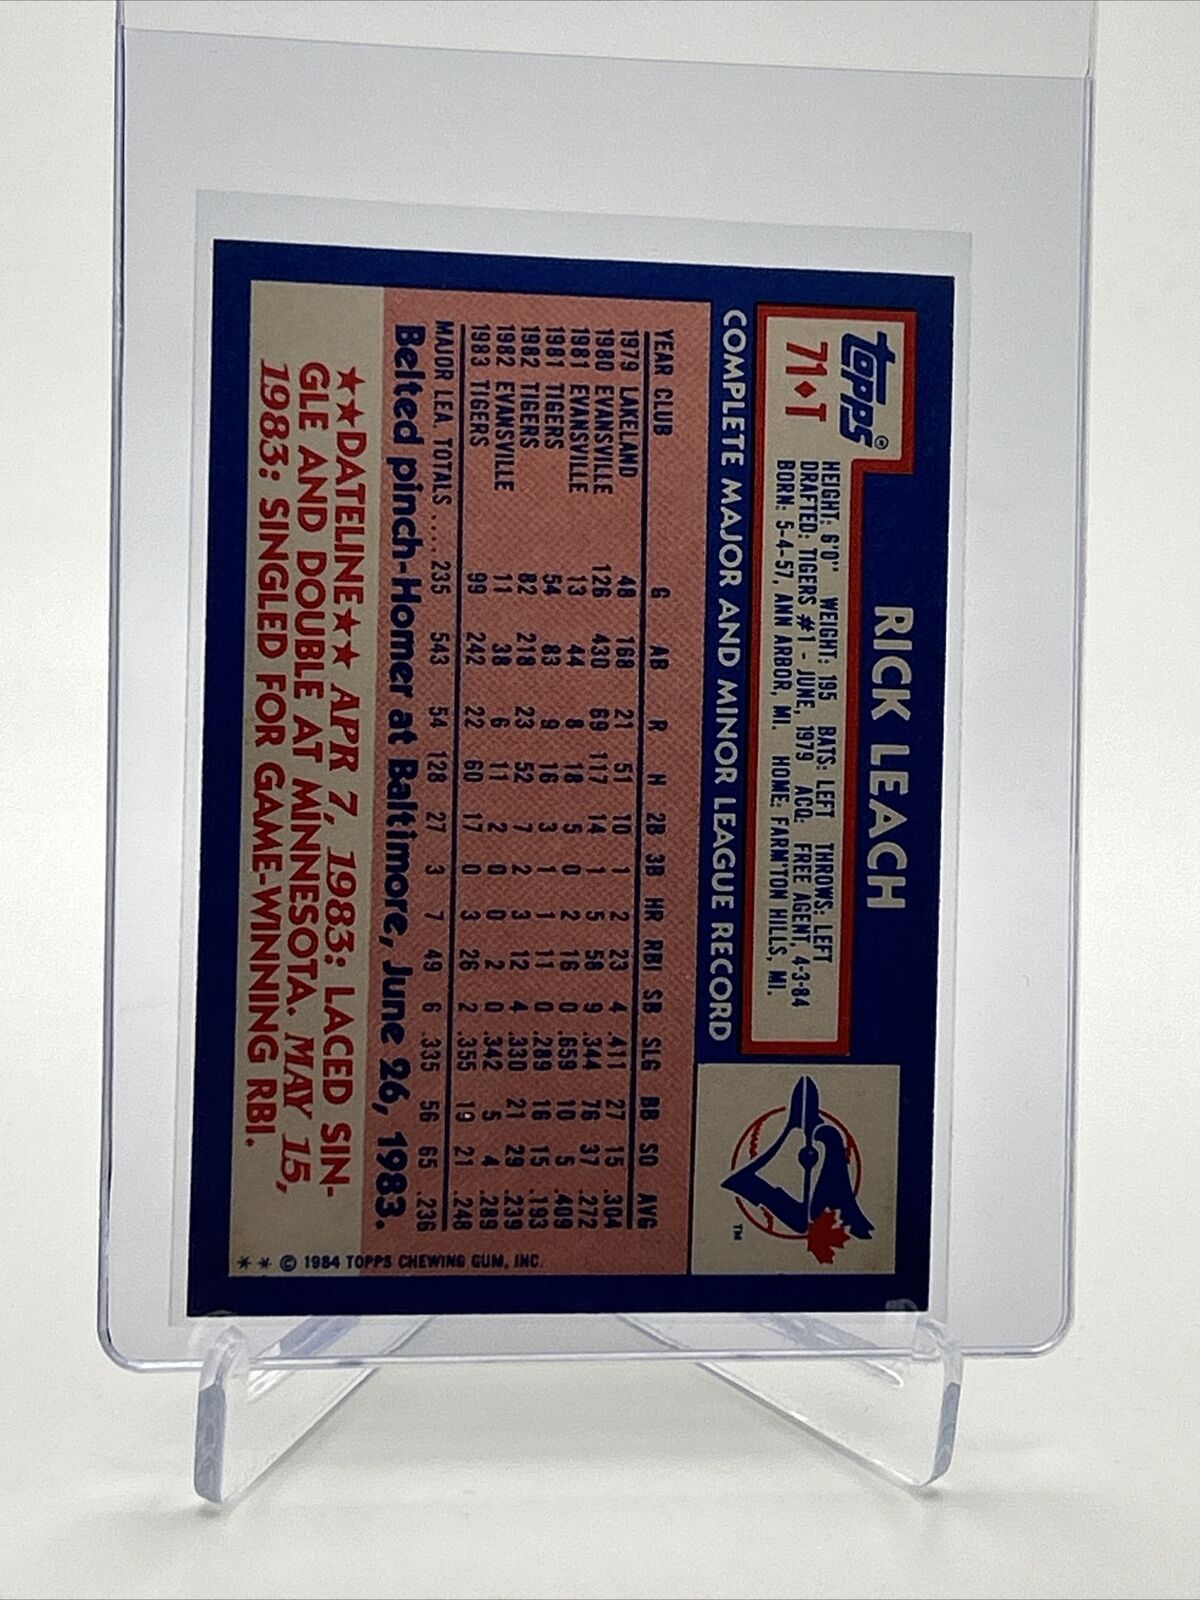 topps®
71♦T
RICK LEACH
HEIGHT: 6'0" WEIGHT: 195 BATS: LEFT THROWS: LEFT
DRAFTED: TIGERS #1 - JUNE, 1979 ACQ: FREE AGENT, 4-3-84
BORN: 5-4-57, ANN ARBOR, MI. HOME: FARM'TON HILLS, MI.
COMPLETE MAJOR AND MINOR LEAGUE RECORD
TM
YEAR CLUB G AB R H 2B 3B HR RBI SB SLG BB SO AVG
1979 LAKELAND 48 168 21 51 10 1 2 23 4 .411 27 15 .304
1980 EVANSVILLE 126 430 69 117 14 1 5 58 9 .344 76 37 .272
1981 EVANSVILLE 13 44 8 18 5 0 2 16 0 .659 10 5 .409
1981 TIGERS 54 83 9 16 3 1 1 11 0 .289 16 15 .193
1982 TIGERS 82 218 23 52 7 2 3 12 4 .330 21 29 .239
1982 EVANSVILLE 11 38 6 11 2 0 0 2 0 .342 5 4 .289
1983 TIGERS 99 242 22 60 17 0 3 26 2 .355 19 21 .248
MAJOR LEA. TOTALS .... 235 543 54 128 27 3 7 49 6 .335 56 65 .236
Belted pinch-Homer at Baltimore, June 26, 1983.
★★DATELINE★★ APR 7, 1983: LACED SIN-
GLE AND DOUBLE AT MINNESOTA. MAY 15,
1983: SINGLED FOR GAME-WINNING RBI.
* * © 1984 TOPPS CHEWING GUM, INC.